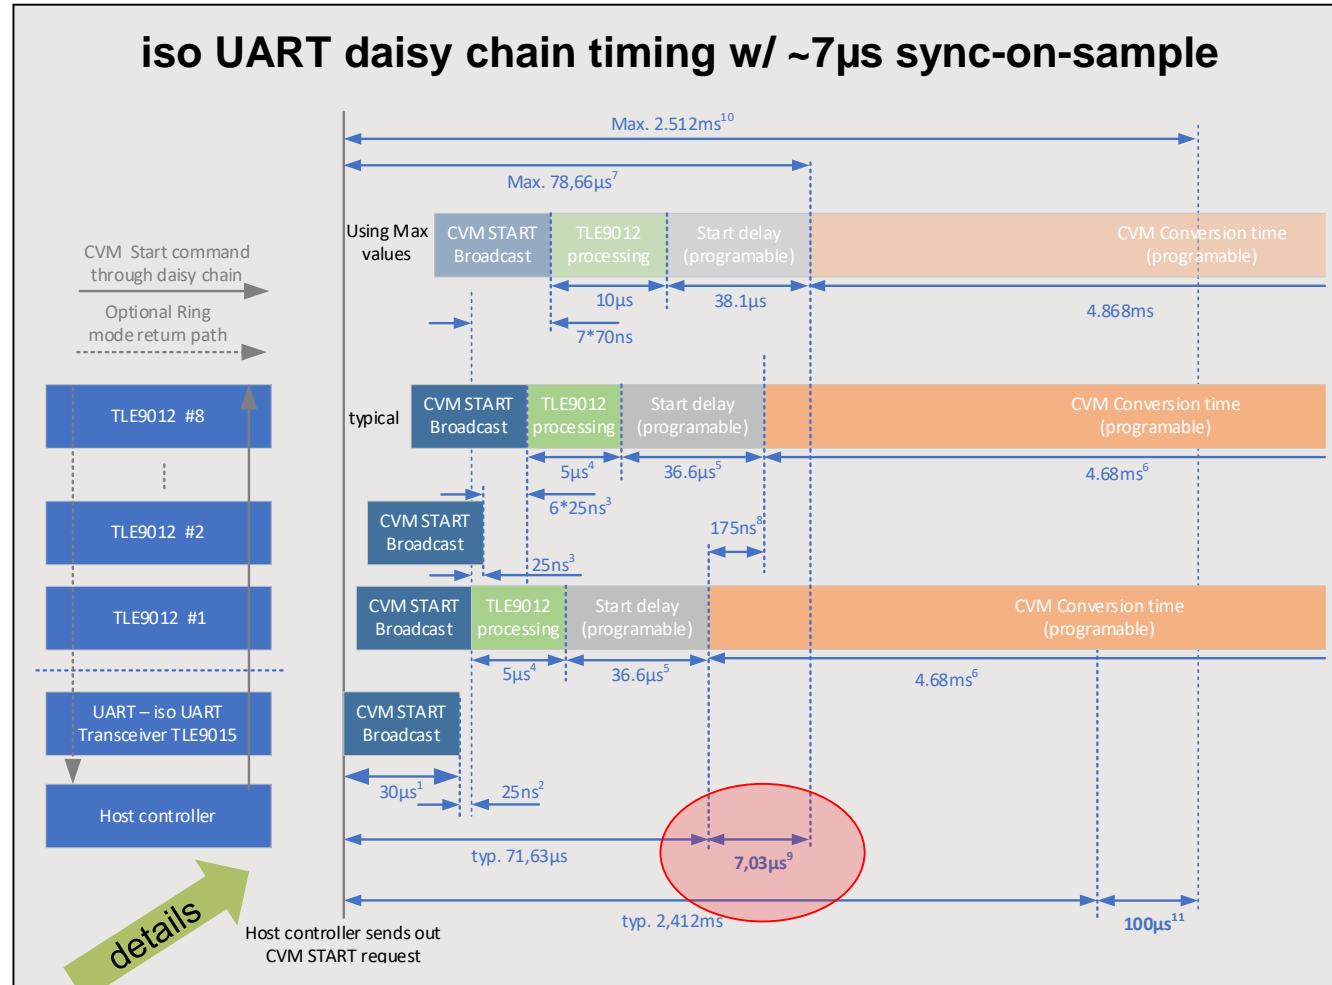 iso UART daisy chain timing w/ ~7µs sync-on-sample
Max. 2.512ms10
Max. 78,66µs7
Using Max
values
CVM START
Broadcast
TLE9012
processing
Start delay
(programable)
CVM Conversion time
(programable)
CVM Start command
through daisy chain
10µs
38.1µs
4.868ms
Optional Ring
mode return path
7*70ns
TLE9012 #8
typical
CVM START
Broadcast
TLE9012
processing
Start delay
(programable)
CVM Conversion time
(programable)
5µs4
36.6µs5
4.68ms6
6*25ns3
TLE9012 #2
CVM START
Broadcast
175ns8
25ns3
TLE9012 #1
CVM START
Broadcast
TLE9012
processing
Start delay
(programable)
CVM Conversion time
(programable)
5µs4
36.6µs5
4.68ms6
UART – iso UART
Transceiver TLE9015
CVM START
Broadcast
30µs1
25ns2
Host controller
typ. 71,63µs
7,03µs9
typ. 2,412ms
100µs11
details
Host controller sends out
CVM START request